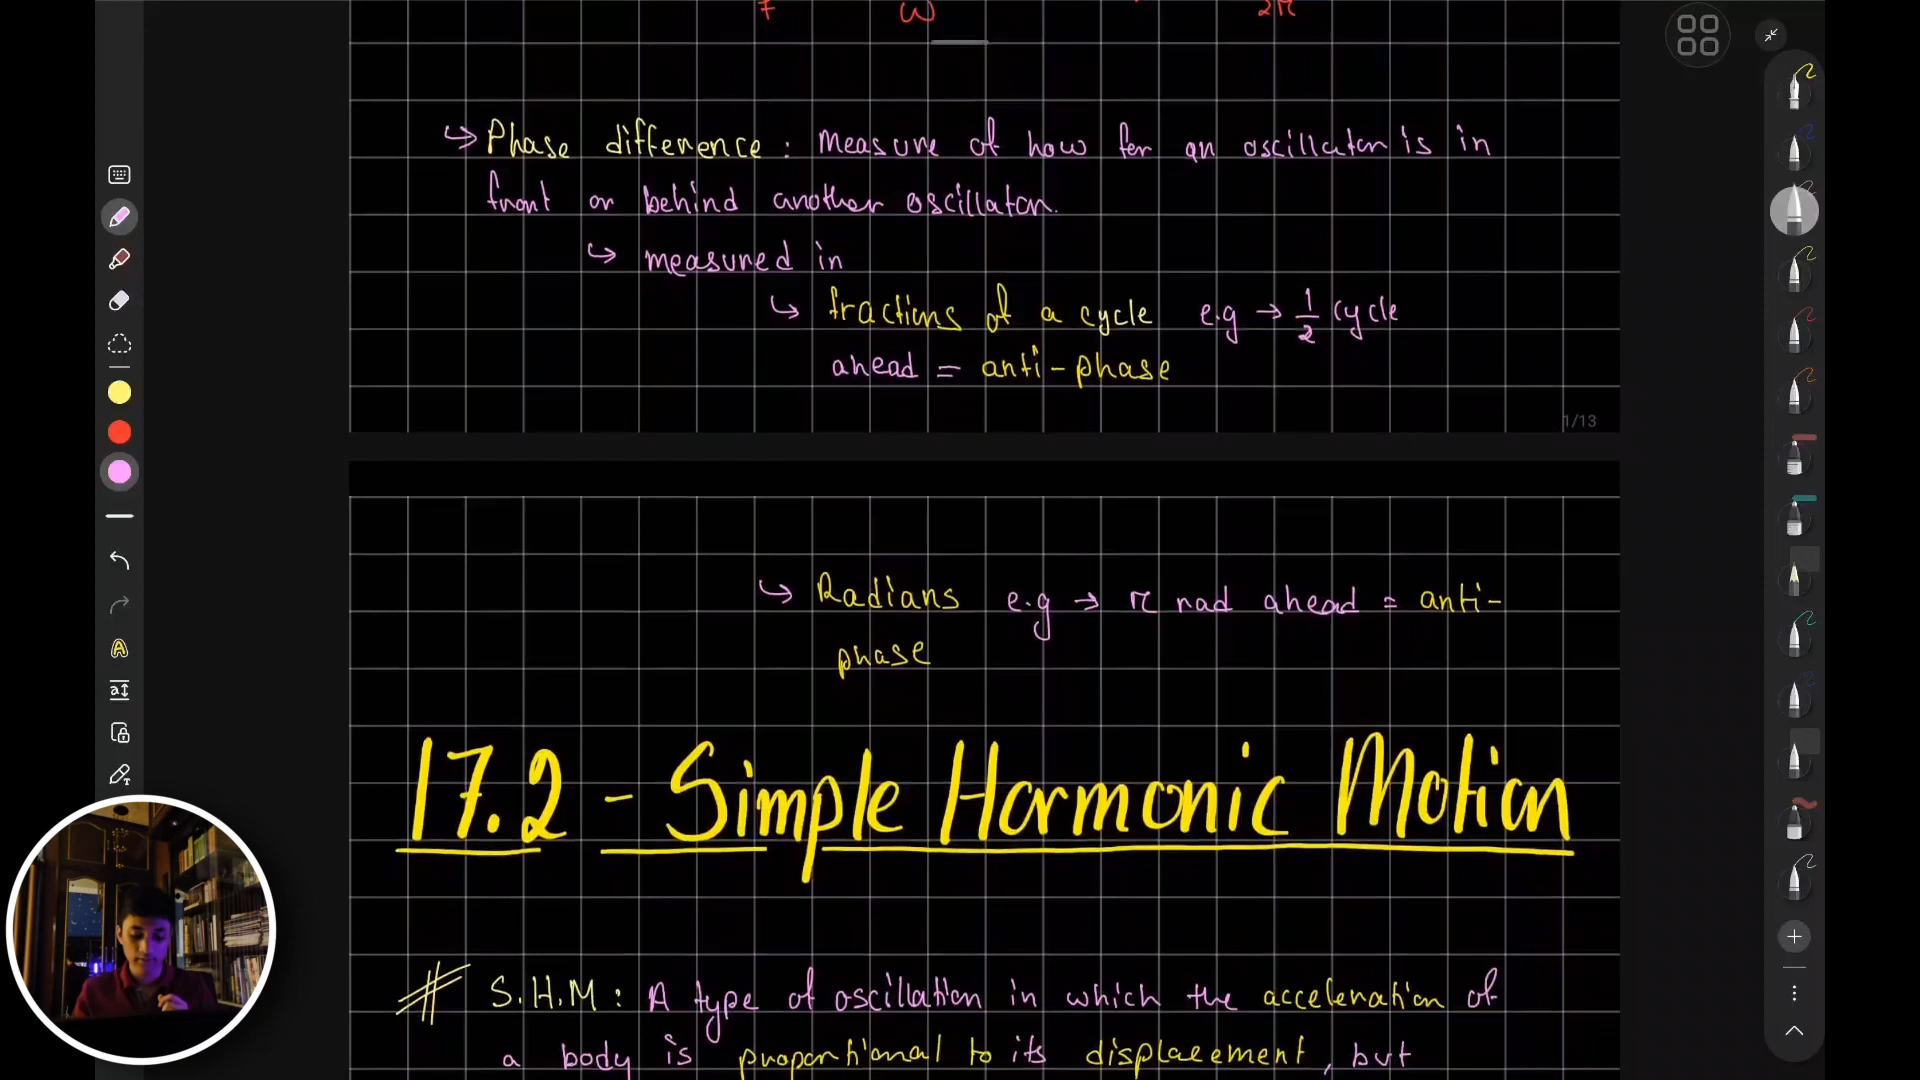 T ω 2π
↳ Phase difference : Measure of how far an oscillator is in
front or behind another oscillator.
↳ measured in
↳ fractions of a cycle e.g → 1/2 cycle
ahead = anti-phase
1/13
↳ Radians e.g → π rad ahead = anti-
phase
17.2 - Simple Harmonic Motion
# S.H.M : A type of oscillation in which the acceleration of
a body is proportional to its displacement, but